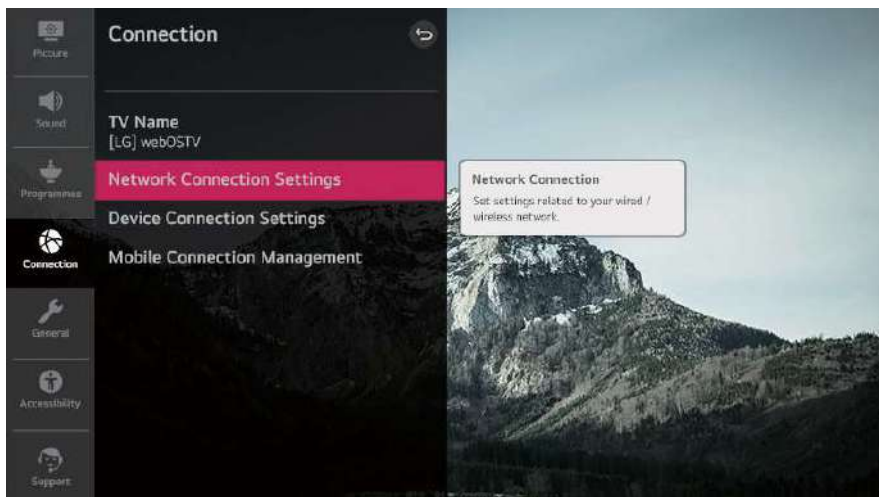 Picture
Connection
Sound
TV Name
[LG] webOSTV
Programmes
Network Connection Settings
Network Connection
Set settings related to your wired /
wireless network.
Device Connection Settings
Connection
Mobile Connection Management
General
Accessibility
Support